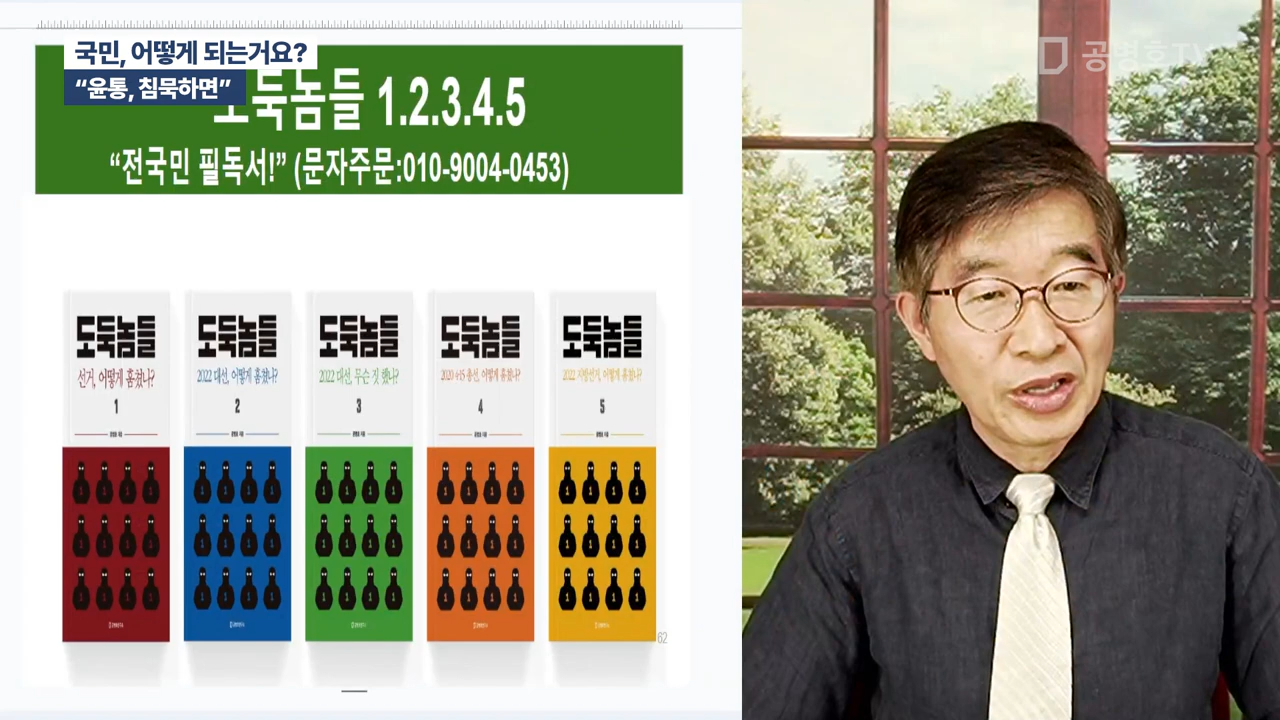 국민, 어떻게 되는거요?
“윤통, 침묵하면”
도둑놈들 1.2.3.4.5
“전국민 필독서!” (문자주문:010-9004-0453)
공병호TV
도둑놈들
선거, 어떻게 훔쳤나?
1
도둑놈들
2022 대선, 어떻게 훔쳤나?
2
도둑놈들
2022 대선, 무슨 짓 했나?
3
도둑놈들
2020 4·15 총선, 어떻게 훔쳤나?
4
도둑놈들
2022 지방선거, 어떻게 훔쳤나?
5
62